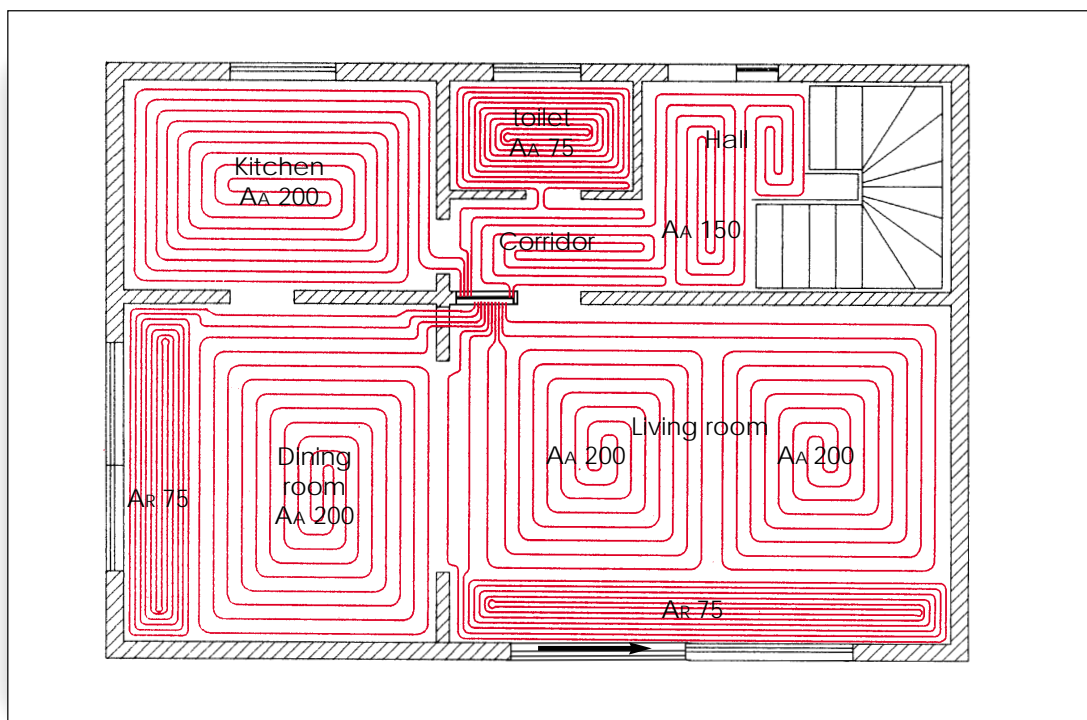 Kitchen
AA 200
toilet
AA 75
Hall
AA 150
Corridor
Dining
room
AA 200
AR 75
Living room
AA 200
AA 200
AR 75